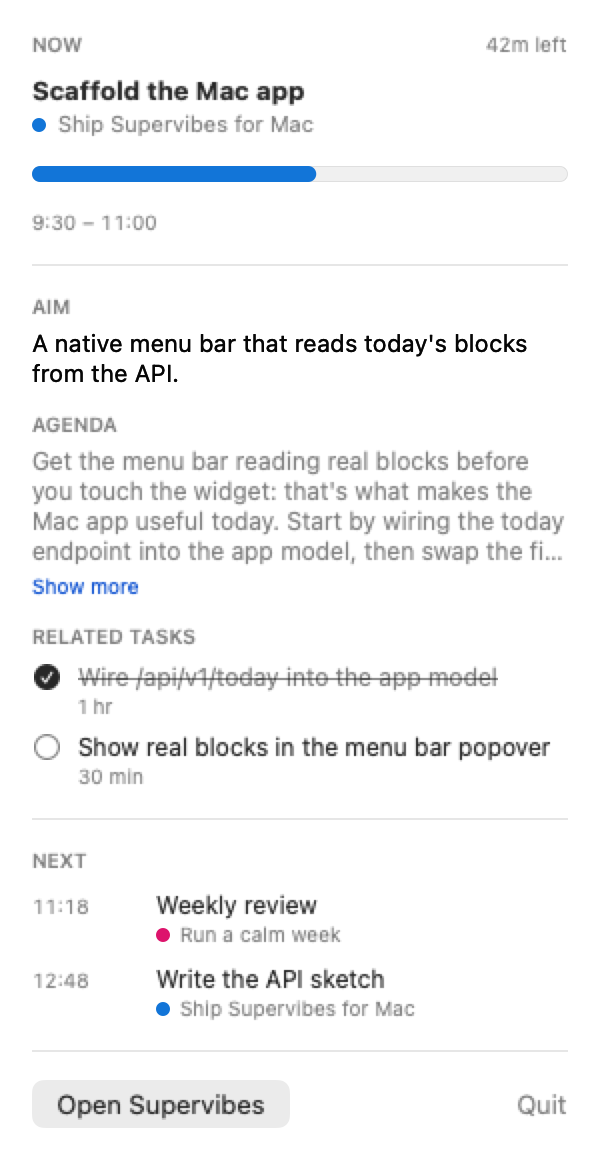 NOW
42m left
Scaffold the Mac app
Ship Supervibes for Mac
9:30 – 11:00
AIM
A native menu bar that reads today's blocks
from the API.
AGENDA
Get the menu bar reading real blocks before
you touch the widget: that's what makes the
Mac app useful today. Start by wiring the today
endpoint into the app model, then swap the fi...
Show more
RELATED TASKS
Wire /api/v1/today into the app model
1 hr
Show real blocks in the menu bar popover
30 min
NEXT
11:18
Weekly review
Run a calm week
12:48
Write the API sketch
Ship Supervibes for Mac
Open Supervibes
Quit